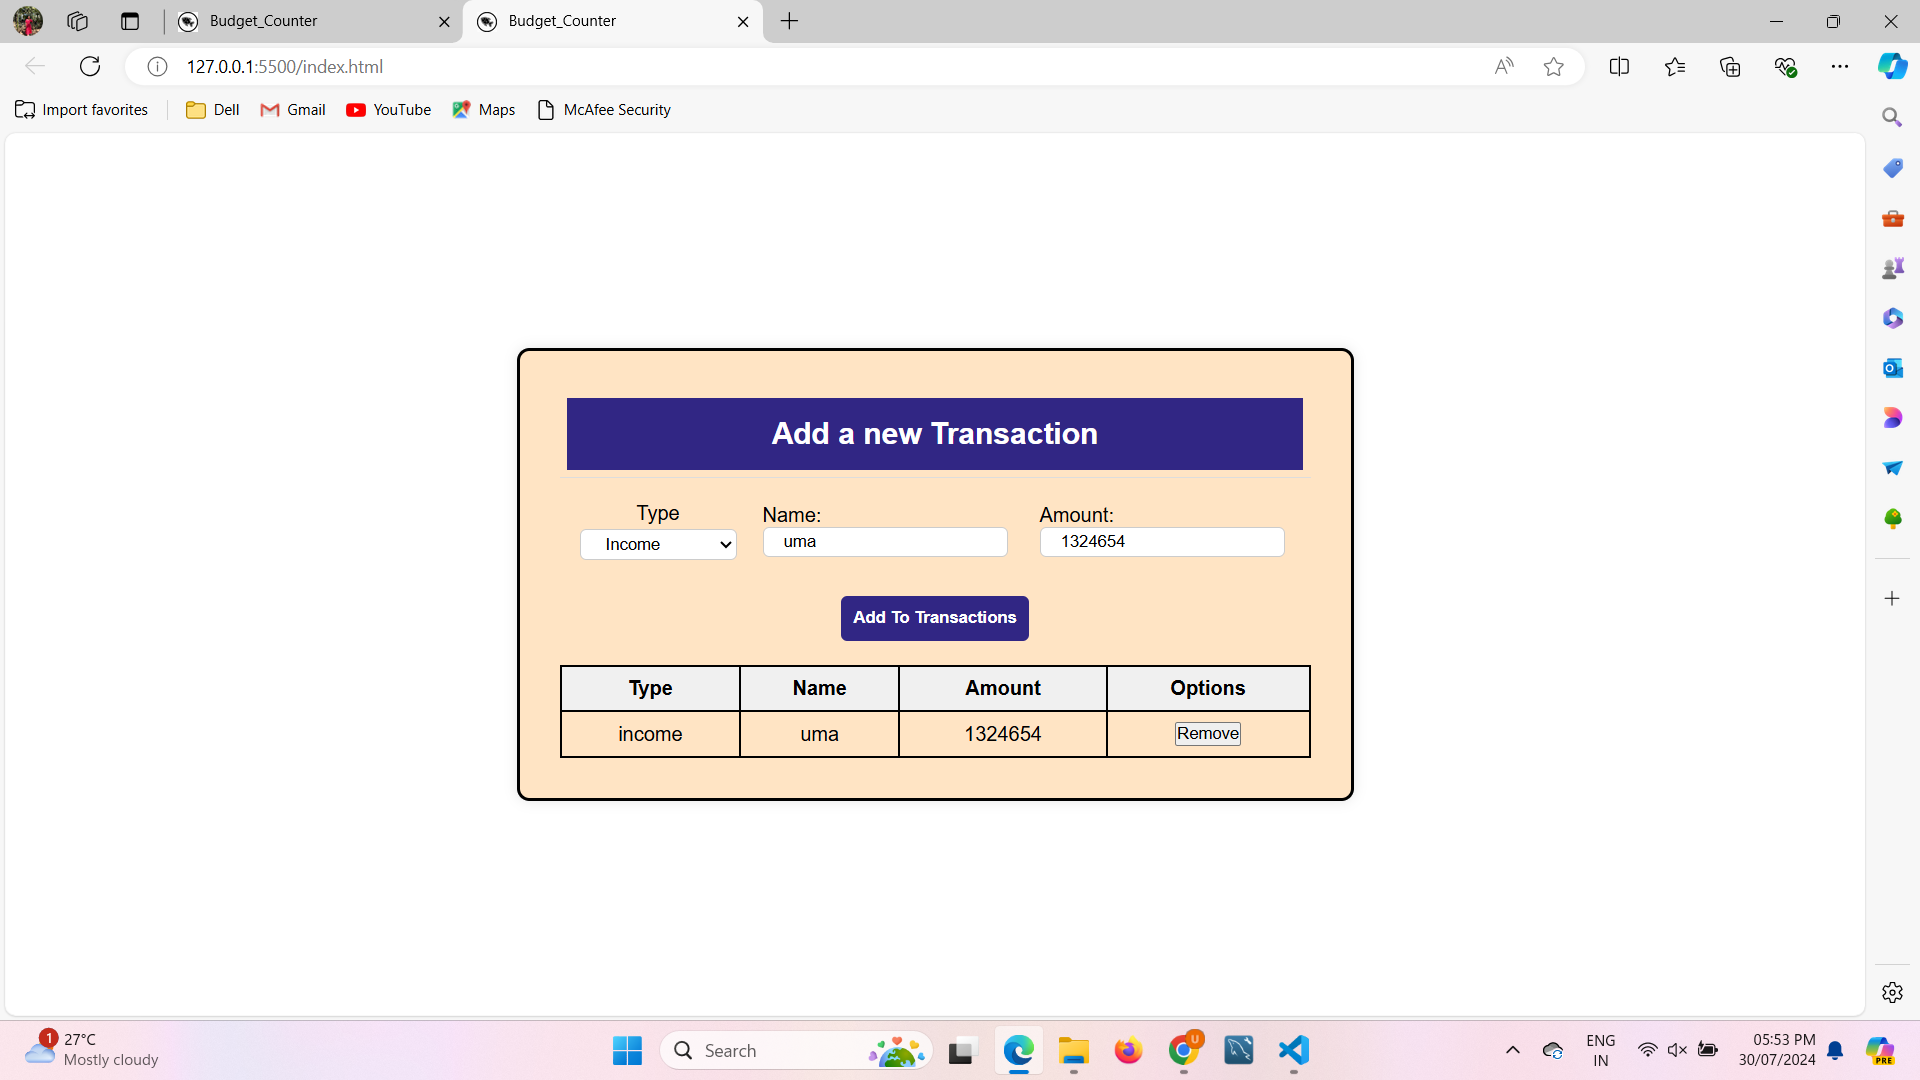 Budget_Counter
Budget_Counter
127.0.0.1:5500/index.html
Import favorites
Dell
Gmail
YouTube
Maps
McAfee Security
Add a new Transaction
Type
Name:
Amount:
Income
uma
1324654
Add To Transactions
Type Name Amount Options
income uma 1324654 Remove
1
27°C
Mostly cloudy
Search
U
ENG
IN
05:53 PM
30/07/2024
PRE